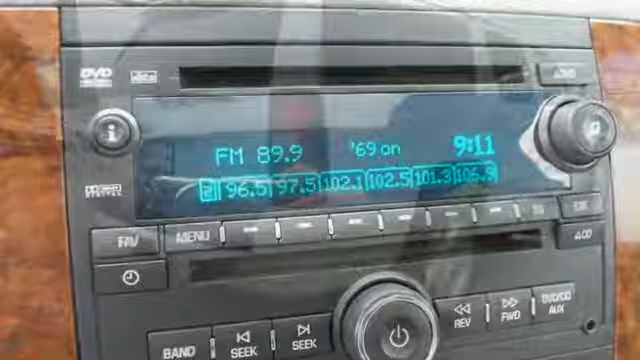 DVD
FM 89.9 '69 on 9:11
2 96.5 97.5 102.1 102.5 101.3 106.9
FAV MENU
BAND SEEK SEEK REV FWD DVD/CD AUX